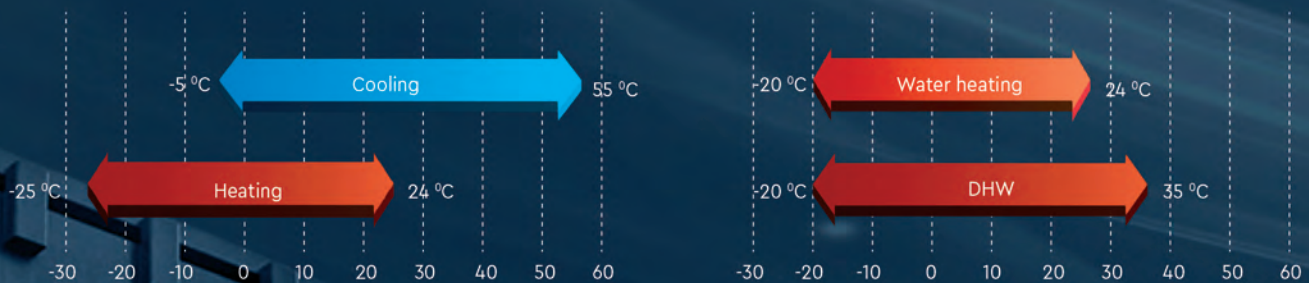 -5 ⁰C Cooling 55 ⁰C
-25 ⁰C Heating 24 ⁰C
-30 -20 -10 0 10 20 30 40 50 60
-20 ⁰C Water heating 24 ⁰C
-20 ⁰C DHW 35 ⁰C
-30 -20 -10 0 10 20 30 40 50 60